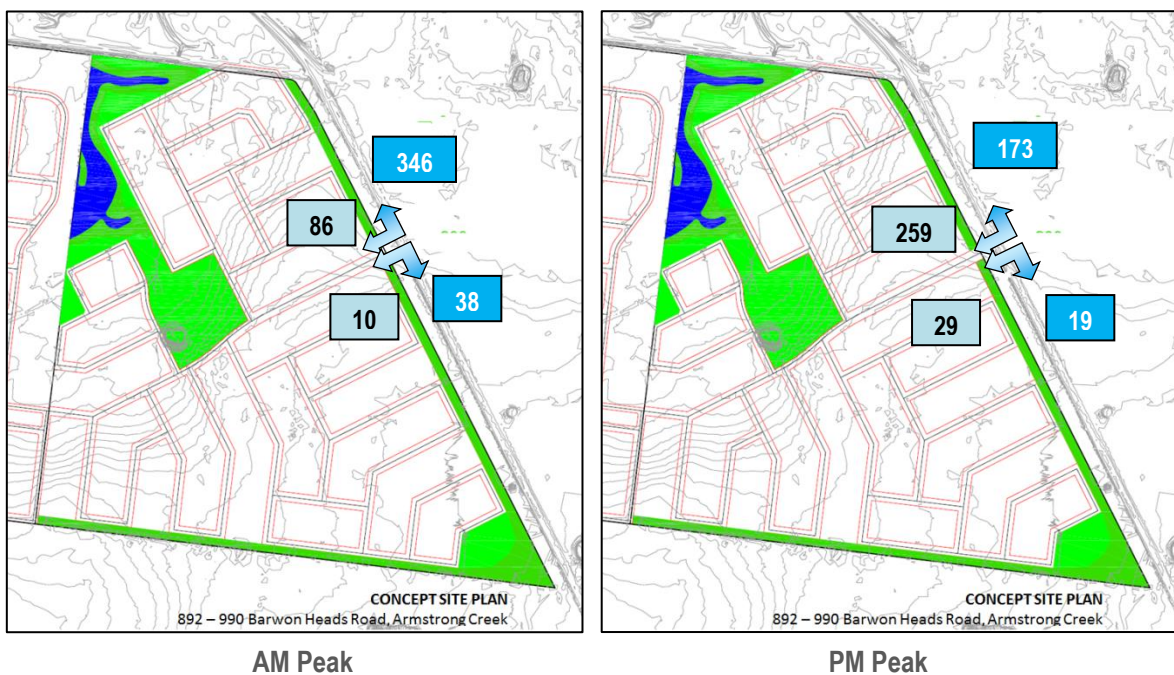 346
86
38
10
CONCEPT SITE PLAN
892 – 990 Barwon Heads Road, Armstrong Creek
AM Peak
173
259
19
29
CONCEPT SITE PLAN
892 – 990 Barwon Heads Road, Armstrong Creek
PM Peak